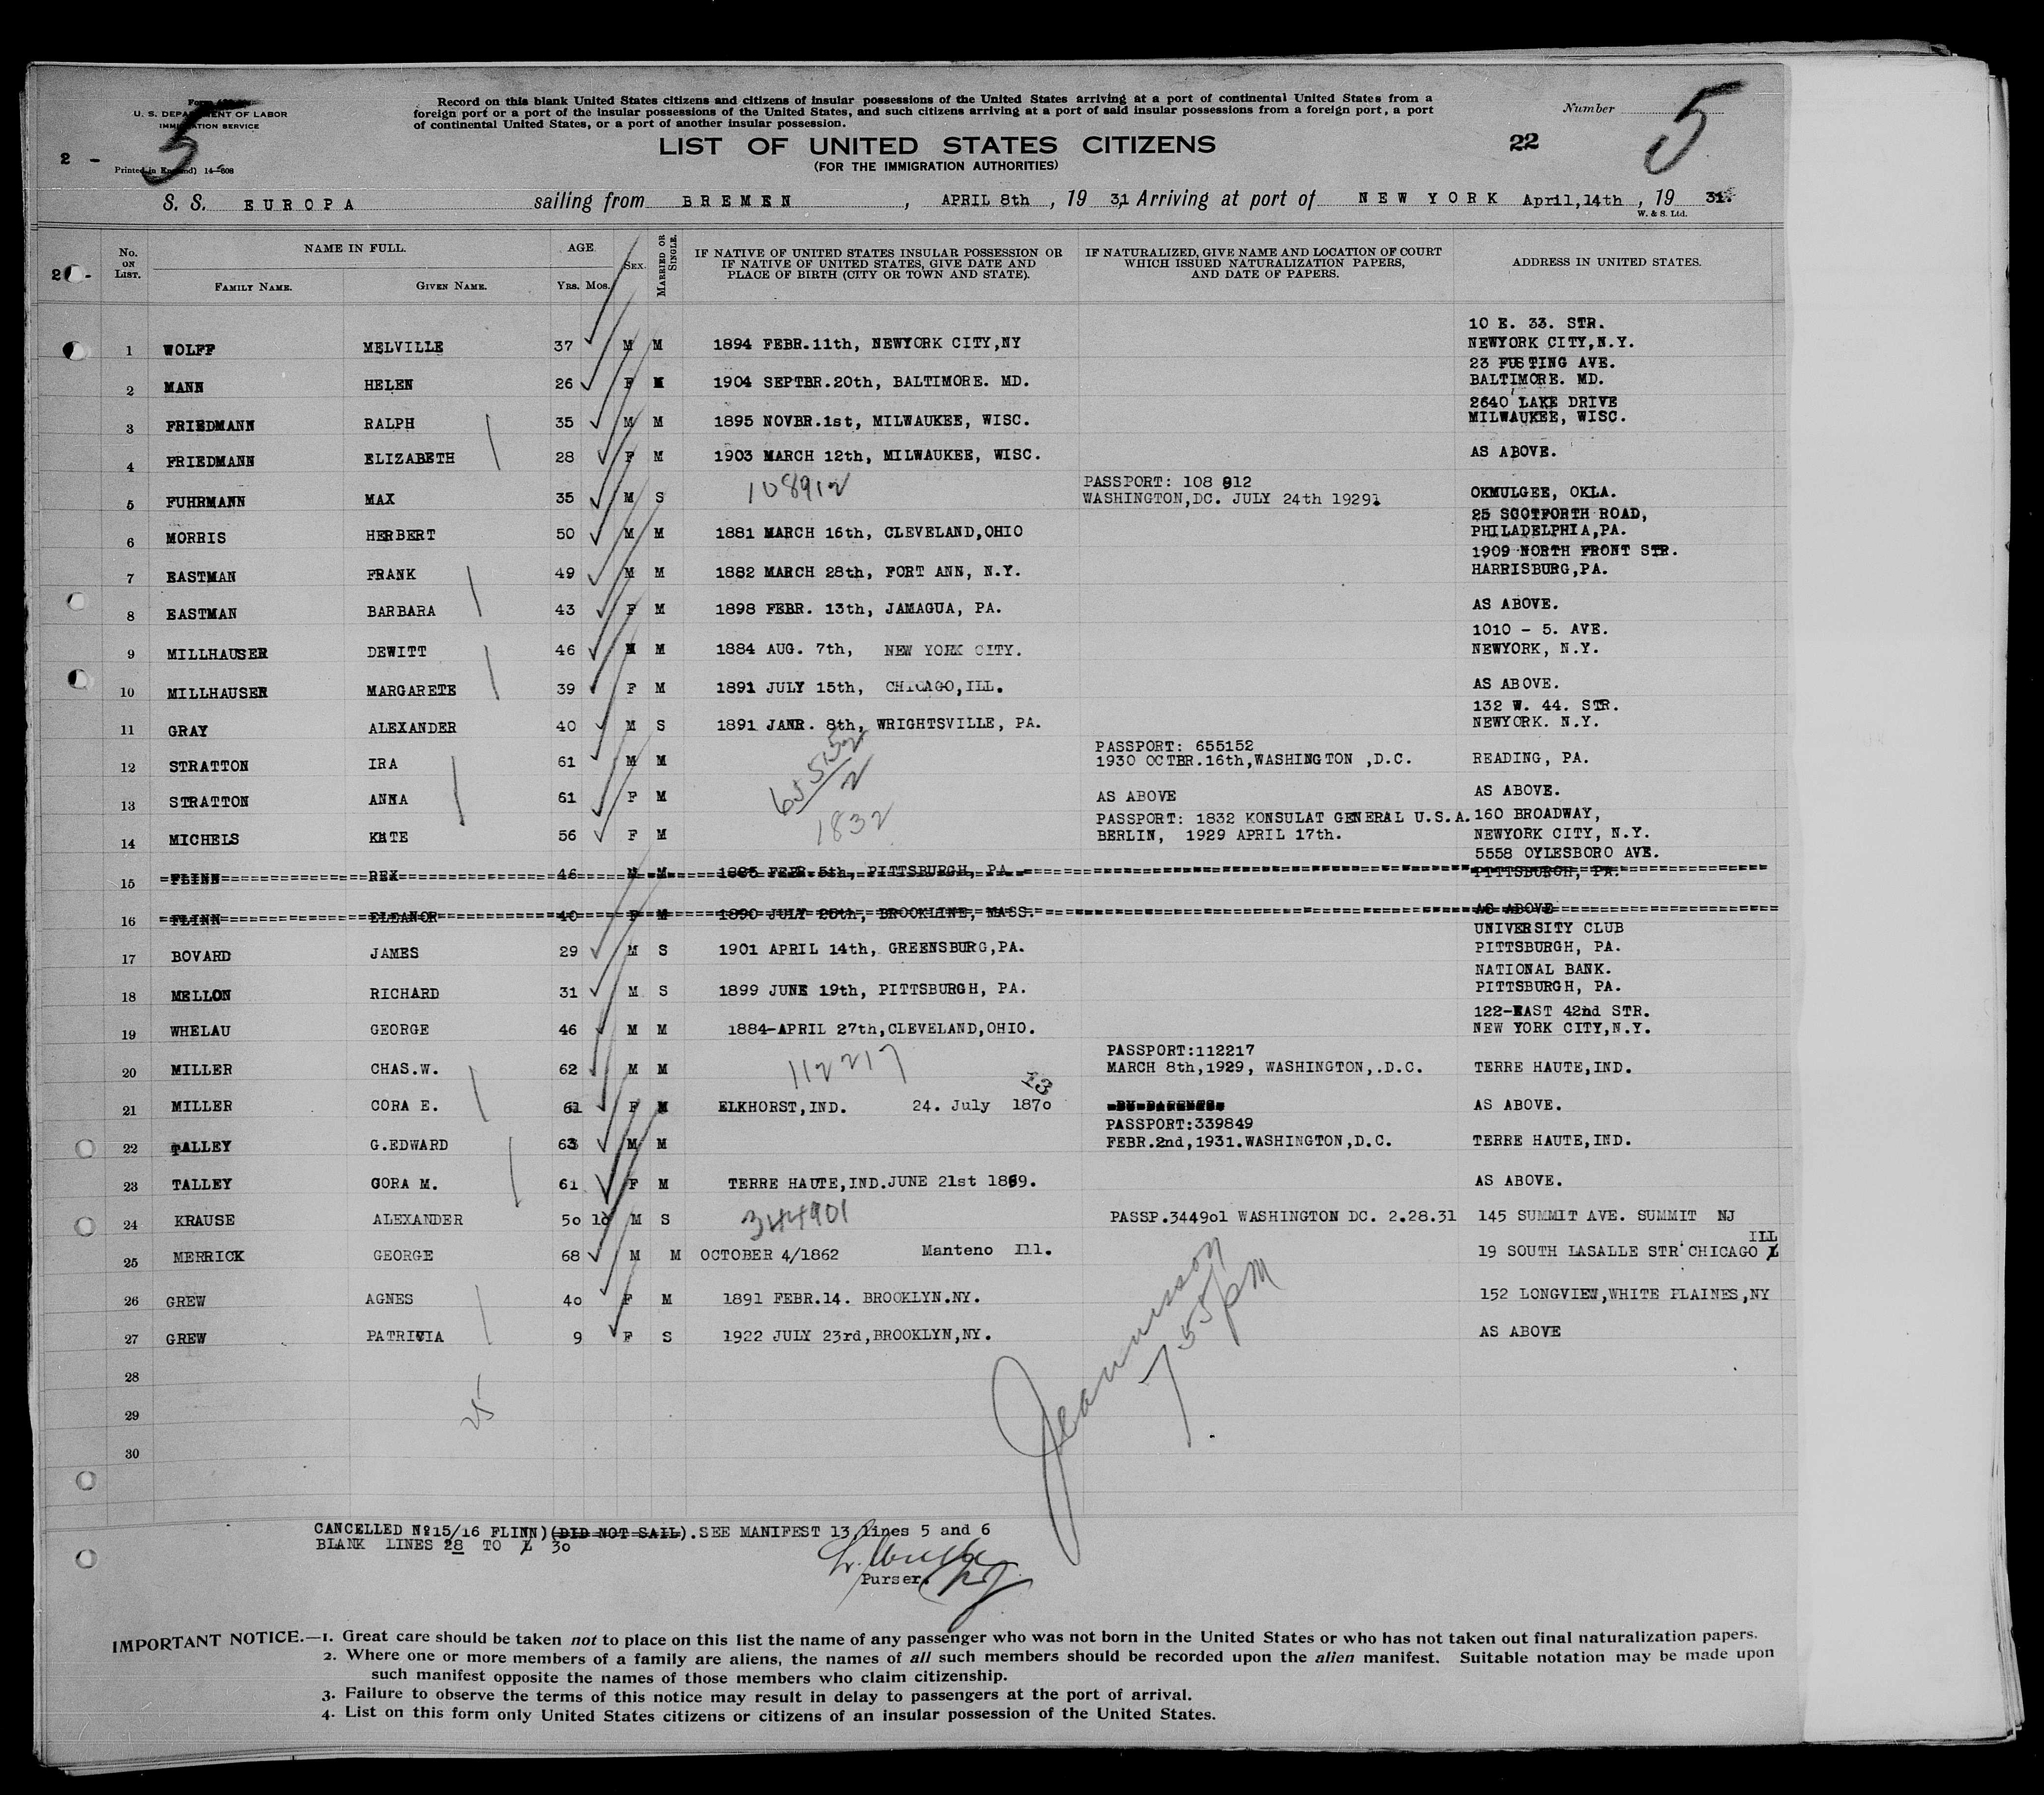 U. S. DEPARTMENT OF LABOR
IMMIGRATION SERVICE
2 -
Printed in England) 14-608
5
Record on this blank United States citizens and citizens of insular possessions of the United States arriving at a port of continental United States from a
foreign port or a port of the insular possessions of the United States, and such citizens arriving at a port of said insular possessions from a foreign port, a port
of continental United States, or a port of another insular possession.
LIST OF UNITED STATES CITIZENS
(FOR THE IMMIGRATION AUTHORITIES)
Number
22
5
S. S. EUROPA sailing from BREMEN, APRIL 8th, 19 31 Arriving at port of NEW YORK April,14th, 19 31.
W. & S. Ltd.
No. ON LIST. NAME IN FULL. FAMILY NAME. GIVEN NAME. AGE. YRS. MOS. SEX. MARRIED OR SINGLE. IF NATIVE OF UNITED STATES INSULAR POSSESSION OR IF NATIVE OF UNITED STATES, GIVE DATE AND PLACE OF BIRTH (CITY OR TOWN AND STATE). IF NATURALIZED, GIVE NAME AND LOCATION OF COURT WHICH ISSUED NATURALIZATION PAPERS, AND DATE OF PAPERS. ADDRESS IN UNITED STATES.
10 E. 33. STR.
1 WOLFF MELVILLE 37 M M 1894 FEBR.11th, NEWYORK CITY,NY NEWYORK CITY,N.Y.
23 FUSTING AVE.
2 MANN HELEN 26 F M 1904 SEPTBR.20th, BALTIMORE. MD. BALTIMORE. MD.
2640 LAKE DRIVE
3 FRIEDMANN RALPH 35 M M 1895 NOVBR.1st, MILWAUKEE, WISC. MILWAUKEE, WISC.
4 FRIEDMANN ELIZABETH 28 F M 1903 MARCH 12th, MILWAUKEE, WISC. AS ABOVE.
108912 PASSPORT: 108 912
5 FUHRMANN MAX 35 M S WASHINGTON,DC. JULY 24th 1929. OKMULGEE, OKLA.
25 SCOTFORTH ROAD,
6 MORRIS HERBERT 50 M M 1881 MARCH 16th, CLEVELAND,OHIO PHILADELPHIA,PA.
1909 NORTH FRONT STR.
7 EASTMAN FRANK 49 M M 1882 MARCH 28th, FORT ANN, N.Y. HARRISBURG,PA.
8 EASTMAN BARBARA 43 F M 1898 FEBR. 13th, JAMAGUA, PA. AS ABOVE.
1010 - 5. AVE.
9 MILLHAUSER DEWITT 46 M M 1884 AUG. 7th, NEW YORK CITY. NEWYORK, N.Y.
10 MILLHAUSER MARGARETE 39 F M 1891 JULY 15th, CHICAGO,ILL. AS ABOVE.
132 W. 44. STR.
11 GRAY ALEXANDER 40 M S 1891 JANR. 8th, WRIGHTSVILLE, PA. NEWYORK. N.Y.
PASSPORT: 655152
12 STRATTON IRA 61 M M 1930 OCTBR.16th,WASHINGTON ,D.C. READING, PA.
13 STRATTON ANNA 61 F M AS ABOVE AS ABOVE.
1832 PASSPORT: 1832 KONSULAT GENERAL U.S.A. 160 BROADWAY,
14 MICHELS KATE 56 F M BERLIN, 1929 APRIL 17th. NEWYORK CITY, N.Y.
5558 OYLESBORO AVE.
15 FLINN REX 46 M M 1885 FEBR 5th, PITTSBURGH, PA PITTSBURGH, PA.
16 FLINN ELEANOR 40 F M 1890 JULY 25th, BROOKLINE, MASS. AS ABOVE
UNIVERSITY CLUB
17 BOVARD JAMES 29 M S 1901 APRIL 14th, GREENSBURG,PA. PITTSBURGH, PA.
NATIONAL BANK.
18 MELLON RICHARD 31 M S 1899 JUNE 19th, PITTSBURGH, PA. PITTSBURGH, PA.
122-EAST 42nd STR.
19 WHELAU GEORGE 46 M M 1884-APRIL 27th,CLEVELAND,OHIO. NEW YORK CITY,N.Y.
112217 PASSPORT:112217
20 MILLER CHAS.W. 62 M M MARCH 8th,1929, WASHINGTON,.D.C. TERRE HAUTE,IND.
13
21 MILLER CORA E. 61 F M ELKHORST,IND. 24. July 1870 AS ABOVE.
PASSPORT:339849
22 TALLEY G.EDWARD 63 M M FEBR.2nd,1931.WASHINGTON,D.C. TERRE HAUTE,IND.
23 TALLEY CORA M. 61 F M TERRE HAUTE,IND.JUNE 21st 1869. AS ABOVE.
24 KRAUSE ALEXANDER 50 10 M S 344901 PASSP.344901 WASHINGTON DC. 2.28.31 145 SUMMIT AVE. SUMMIT NJ
ILL
25 MERRICK GEORGE 68 M M OCTOBER 4/1862 Manteno Ill. 19 SOUTH LASALLE STR CHICAGO
26 GREW AGNES 40 F M 1891 FEBR.14. BROOKLYN.NY. 152 LONGVIEW,WHITE PLAINES,NY
27 GREW PATRICIA 9 F S 1922 JULY 23rd,BROOKLYN,NY. AS ABOVE
28
29
30
25
755 pm
CANCELLED No15/16 FLINN)(DID NOT SAIL).SEE MANIFEST 13,lines 5 and 6
BLANK LINES 28 TO 30
Purser.
IMPORTANT NOTICE.—1. Great care should be taken not to place on this list the name of any passenger who was not born in the United States or who has not taken out final naturalization papers.
2. Where one or more members of a family are aliens, the names of all such members should be recorded upon the alien manifest. Suitable notation may be made upon
such manifest opposite the names of those members who claim citizenship.
3. Failure to observe the terms of this notice may result in delay to passengers at the port of arrival.
4. List on this form only United States citizens or citizens of an insular possession of the United States.